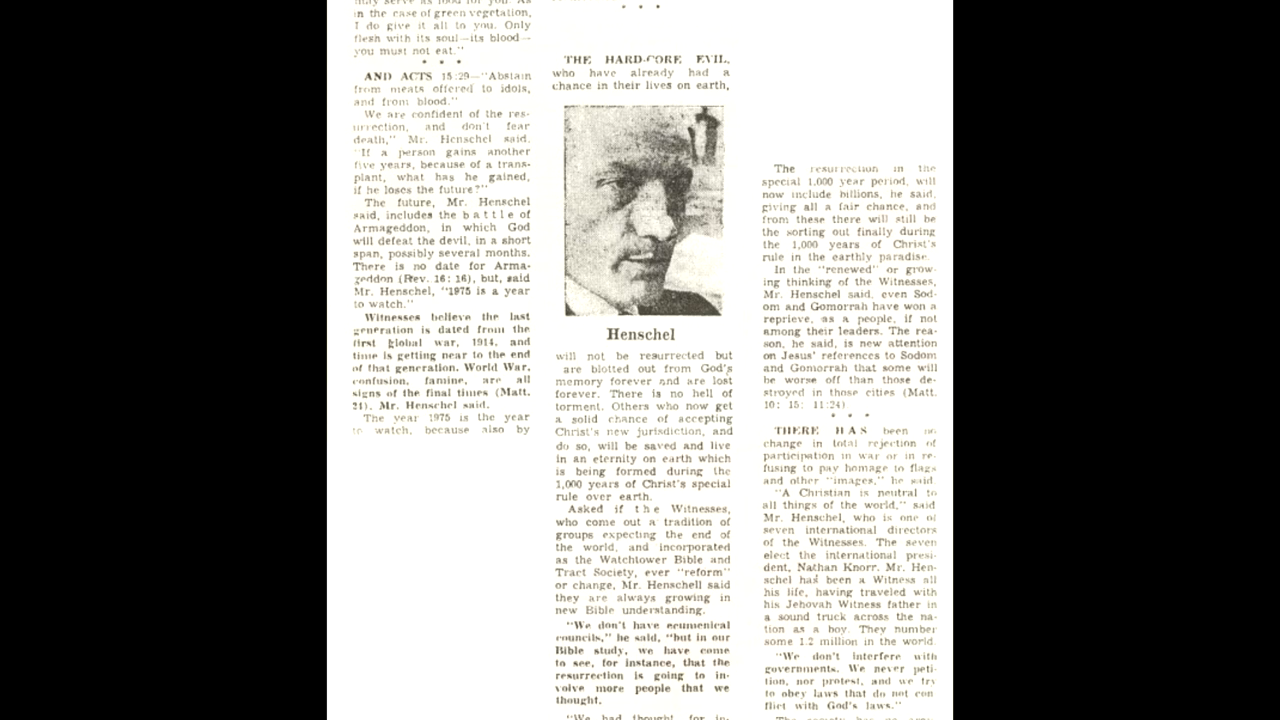 may serve as food for you. As
in the case of green vegetation,
I do give it all to you. Only
flesh with its soul—its blood—
you must not eat."
* * *
AND ACTS 15:29—"Abstain
from meats offered to idols,
and from blood."
We are confident of the res-
urrection, and don't fear
death," Mr. Henschel said.
"If a person gains another
five years, because of a trans-
plant, what has he gained,
if he loses the future?"
The future, Mr. Henschel
said, includes the battle of
Armageddon, in which God
will defeat the devil, in a short
span, possibly several months.
There is no date for Arma-
geddon (Rev. 16: 16), but, said
Mr. Henschel, "1975 is a year
to watch."
Witnesses believe the last
generation is dated from the
first global war, 1914, and
time is getting near to the end
of that generation. World War,
confusion, famine, are all
signs of the final times (Matt.
24), Mr. Henschel said.
The year 1975 is the year
to watch, because also by
* * *
THE HARD-CORE EVIL,
who have already had a
chance in their lives on earth,
Henschel
will not be resurrected but
are blotted out from God's
memory forever and are lost
forever. There is no hell of
torment. Others who now get
a solid chance of accepting
Christ's new jurisdiction, and
do so, will be saved and live
in an eternity on earth which
is being formed during the
1,000 years of Christ's special
rule over earth.
Asked if the Witnesses,
who come out a tradition of
groups expecting the end of
the world, and incorporated
as the Watchtower Bible and
Tract Society, ever "reform"
or change, Mr. Henschell said
they are always growing in
new Bible understanding.
"We don't have ecumenical
councils," he said, "but in our
Bible study, we have come
to see, for instance, that the
resurrection is going to in-
volve more people that we
thought.
"We had thought, for in-
The resurrection in the
special 1,000 year period, will
now include billions, he said,
giving all a fair chance, and
from these there will still be
the sorting out finally during
the 1,000 years of Christ's
rule in the earthly paradise.
In the "renewed" or grow-
ing thinking of the Witnesses,
Mr. Henschel said, even Sod-
om and Gomorrah have won a
reprieve, as a people, if not
among their leaders. The rea-
son, he said, is new attention
on Jesus' references to Sodom
and Gomorrah that some will
be worse off than those de-
stroyed in those cities (Matt.
10: 15; 11:24)
* * *
THERE HAS been no
change in total rejection of
participation in war or in re-
fusing to pay homage to flags
and other "images," he said.
"A Christian is neutral to
all things of the world," said
Mr. Henschel, who is one of
seven international directors
of the Witnesses. The seven
elect the international presi-
dent, Nathan Knorr. Mr. Hen-
schel has been a Witness all
his life, having traveled with
his Jehovah Witness father in
a sound truck across the na-
tion as a boy. They number
some 1.2 million in the world.
"We don't interfere with
governments. We never peti-
tion, nor protest, and we try
to obey laws that do not con
flict with God's laws."